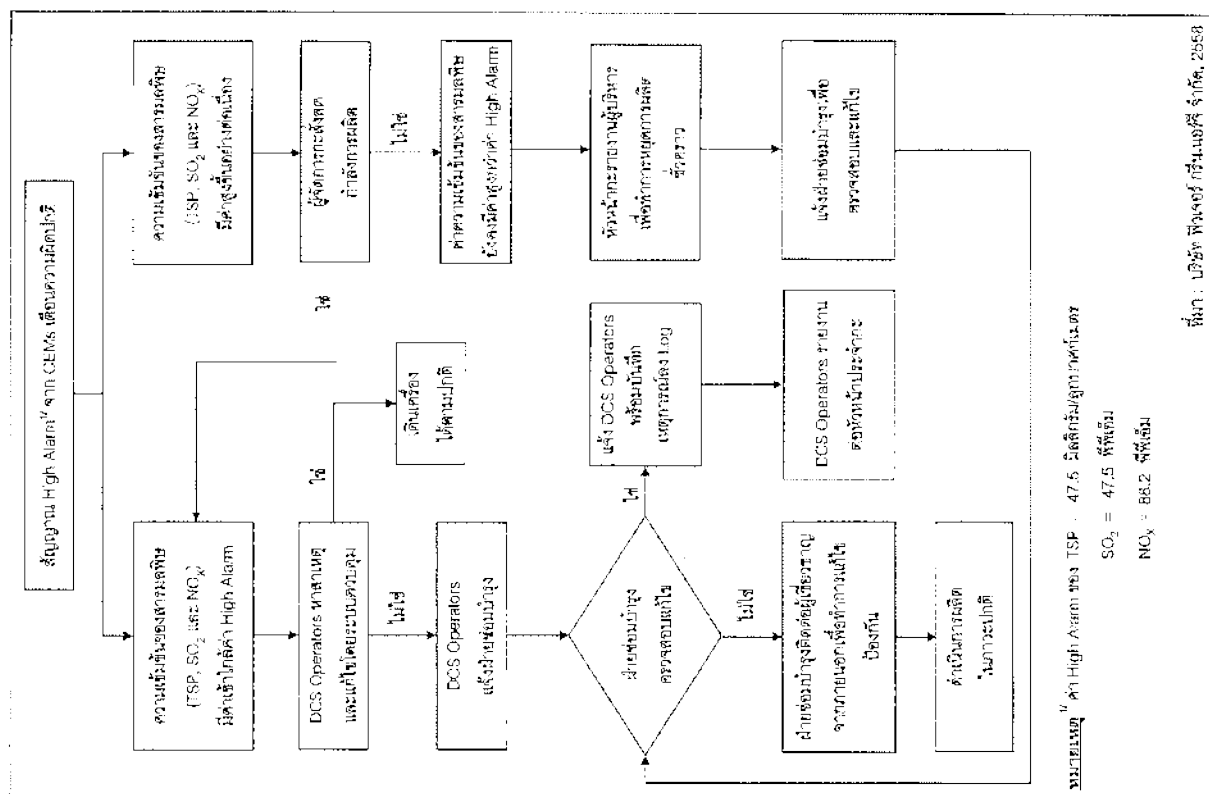 สัญญาณ High Alarm 1/ จาก CEMs เตือนความผิดปกติ
ความเข้มข้นของสารมลพิษ
(TSP, SO2 และ NOX)
มีค่าเข้าใกล้ค่า High Alarm
DCS Operators หาสาเหตุ
และแก้ไขโดยระบบควบคุม
ใช่
เดินเครื่อง
ได้ตามปกติ
ไม่ใช่
DCS Operators
แจ้งฝ่ายซ่อมบำรุง
ฝ่ายซ่อมบำรุง
ตรวจสอบแก้ไข
ใช่
แจ้ง DCS Operators
พร้อมบันทึก
เหตุการณ์ลง Log
DCS Operators รายงาน
ต่อหัวหน้าประจำกะ
ไม่ใช่
ฝ่ายซ่อมบำรุงติดต่อผู้เชี่ยวชาญ
จากภายนอกเพื่อทำการแก้ไข
ป้องกัน
ดำเนินการผลิต
ในภาวะปกติ
ความเข้มข้นของสารมลพิษ
(TSP, SO2 และ NOX)
มีค่าสูงขึ้นอย่างต่อเนื่อง
ผู้จัดการกะสั่งลด
กำลังการผลิต
ใช่
ไม่ใช่
ค่าความเข้มข้นของสารมลพิษ
ยังคงมีค่าสูงกว่าค่า High Alarm
หัวหน้ากะรายงานผู้บริหาร
เพื่อทำการหยุดการผลิต
ชั่วคราว
แจ้งฝ่ายซ่อมบำรุงเพื่อ
ตรวจสอบและแก้ไข
หมายเหตุ 1/ ค่า High Alarm ของ TSP : 47.5 มิลลิกรัม/ลูกบาศก์เมตร
SO2 = 47.5 พีพีเอ็ม
NOX = 86.2 พีพีเอ็ม
ที่มา : บริษัท ฟิวเจอร์ กรีน เอนจี จำกัด, 2558